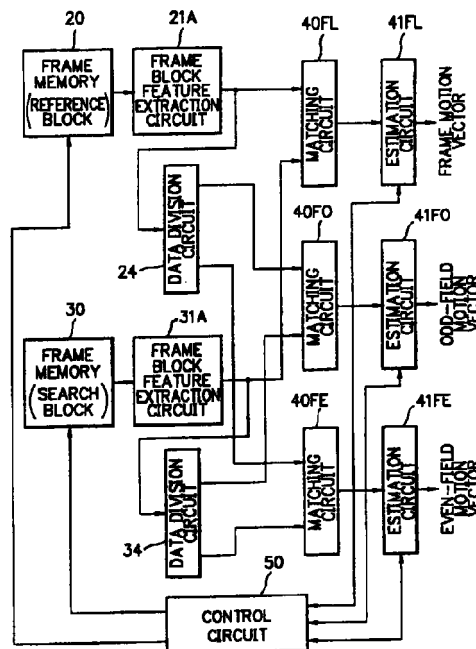 20
FRAME
MEMORY
(REFERENCE
BLOCK)
21A
FRAME
BLOCK
FEATURE
EXTRACTION
CIRCUIT
40FL
MATCHING
CIRCUIT
41FL
ESTIMATION
CIRCUIT
FRAME MOTION
VECTOR
24
DATA DIVISION
CIRCUIT
40FO
MATCHING
CIRCUIT
41FO
ESTIMATION
CIRCUIT
ODD-FIELD
MOTION
VECTOR
30
FRAME
MEMORY
(SEARCH
BLOCK)
31A
FRAME
BLOCK
FEATURE
EXTRACTION
CIRCUIT
40FE
MATCHING
CIRCUIT
41FE
ESTIMATION
CIRCUIT
EVEN-FIELD
MOTION
VECTOR
34
DATA DIVISION
CIRCUIT
50
CONTROL
CIRCUIT